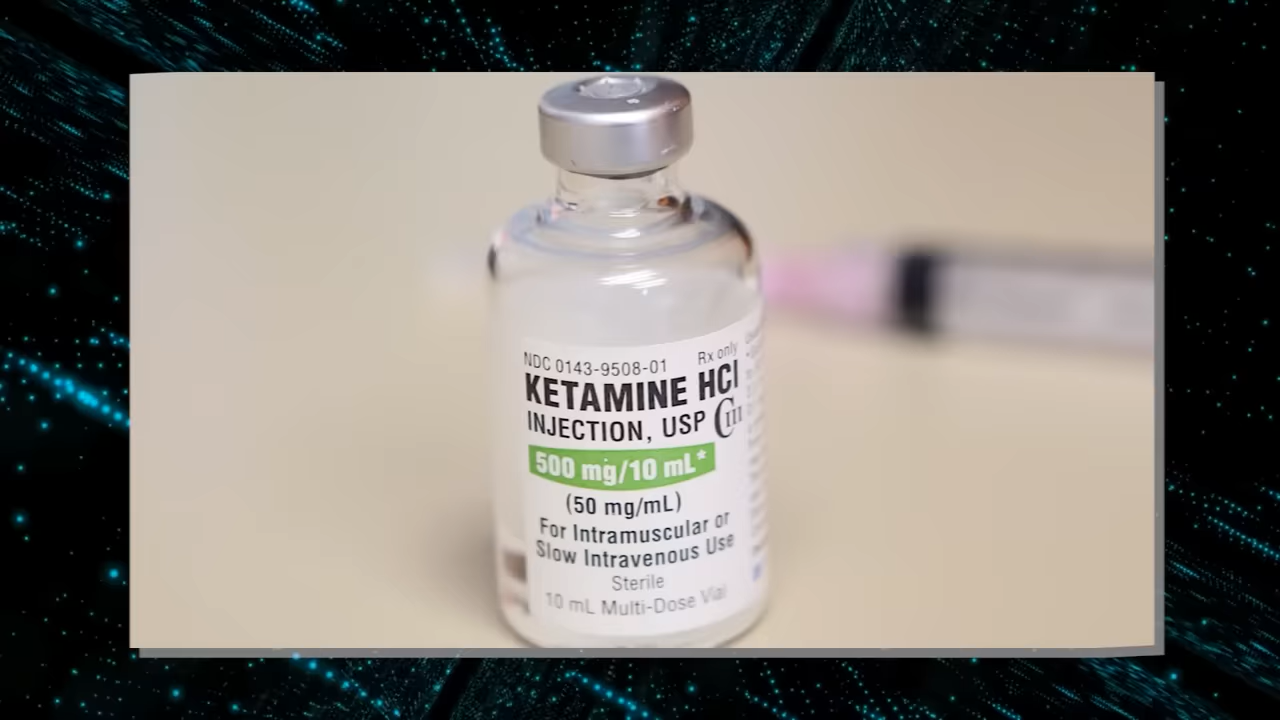 NDC 0143-9508-01 Rx only
KETAMINE HCl
INJECTION, USP CIII
500 mg/10 mL*
(50 mg/mL)
For Intramuscular or
Slow Intravenous Use
Sterile
10 mL Multi-Dose Vial